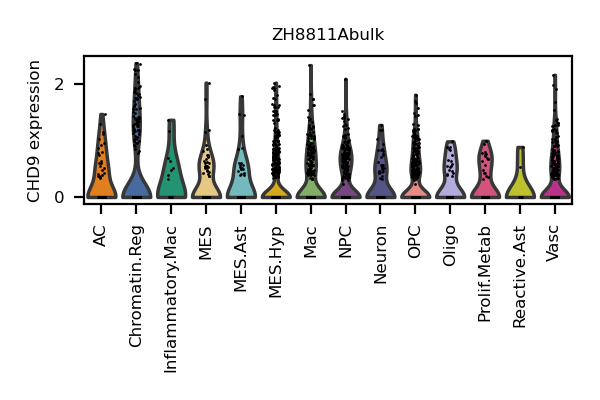 ZH8811Abulk
CHD9 expression
2
0
AC
Chromatin.Reg
Inflammatory.Mac
MES
MES.Ast
MES.Hyp
Mac
NPC
Neuron
OPC
Oligo
Prolif.Metab
Reactive.Ast
Vasc